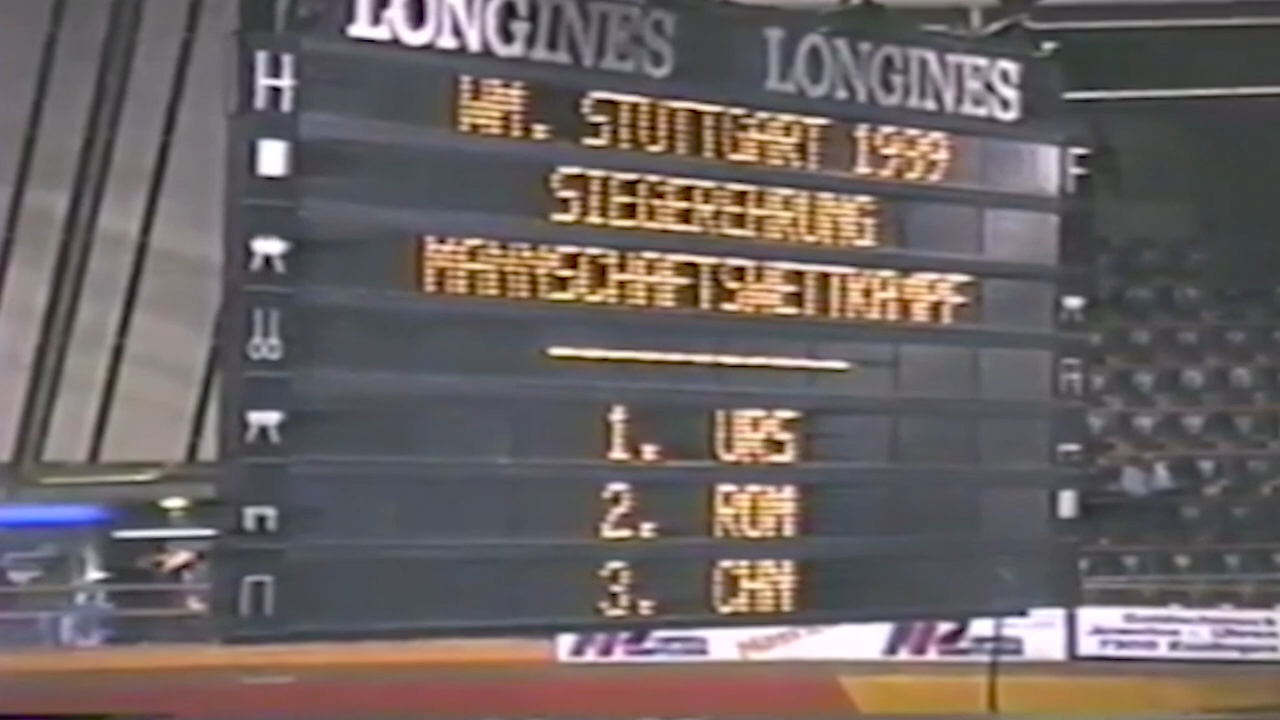 LONGINES LONGINES
H
WM. STUTTGART 1989
F
SIEGEREHRUNG
MANNSCHAFTSWETTKAMPF
1. URS
2. ROM
3. CHN